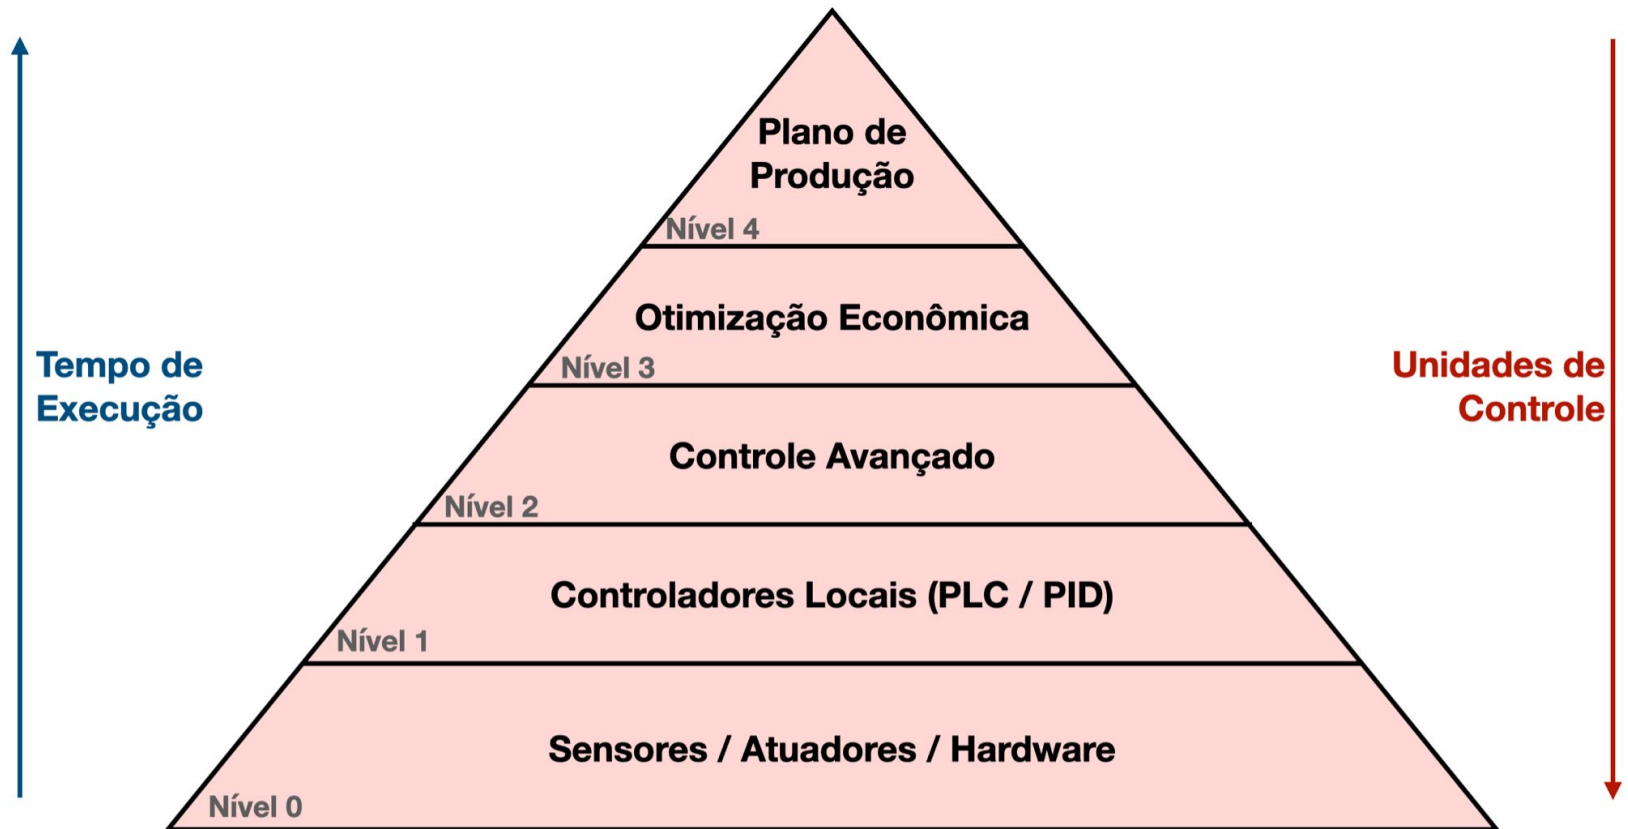 Plano de
Produção
Nível 4
Otimização Econômica
Nível 3
Tempo de
Execução
Unidades de
Controle
Controle Avançado
Nível 2
Controladores Locais (PLC / PID)
Nível 1
Sensores / Atuadores / Hardware
Nível 0